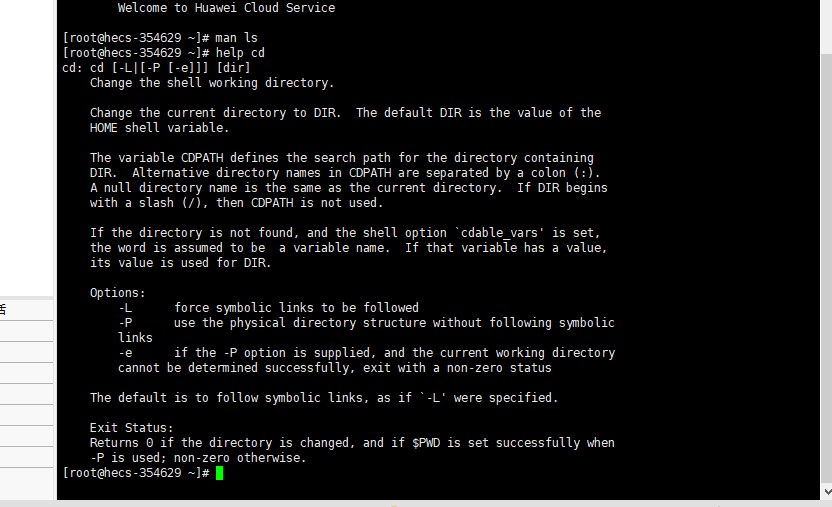 Welcome to Huawei Cloud Service
[root@hecs-354629 ~]# man ls
[root@hecs-354629 ~]# help cd
cd: cd [-L|[-P [-e]]] [dir]
Change the shell working directory.
Change the current directory to DIR.  The default DIR is the value of the
HOME shell variable.
The variable CDPATH defines the search path for the directory containing
DIR.  Alternative directory names in CDPATH are separated by a colon (:).
A null directory name is the same as the current directory.  If DIR begins
with a slash (/), then CDPATH is not used.
If the directory is not found, and the shell option `cdable_vars' is set,
the word is assumed to be  a variable name.  If that variable has a value,
its value is used for DIR.
Options:
-L      force symbolic links to be followed
-P      use the physical directory structure without following symbolic
links
-e      if the -P option is supplied, and the current working directory
cannot be determined successfully, exit with a non-zero status
The default is to follow symbolic links, as if `-L' were specified.
Exit Status:
Returns 0 if the directory is changed, and if $PWD is set successfully when
-P is used; non-zero otherwise.
[root@hecs-354629 ~]#